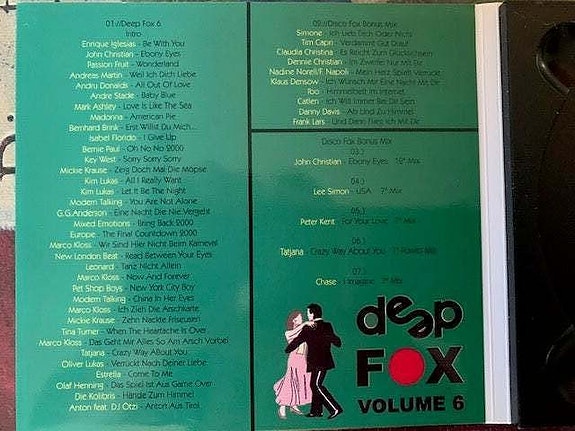 01.//Deep Fox 6
Intro
Enrique Iglesias - Be With You
John Christian - Ebony Eyes
Passion Fruit - Wonderland
Andreas Martin - Weil Ich Dich Liebe
Andru Donalds - All Out Of Love
Andre Stade - Baby Blue
Mark Ashley - Love Is Like The Sea
Madonna - American Pie
Bernhard Brink - Erst Willst Du Mich...
Isabel Florido - I Give Up
Bernie Paul - Oh No No 2000
Key West - Sorry Sorry Sorry
Mickie Krause - Zeig Doch Mal Die Möpse
Kim Lukas - All I Really Want
Kim Lukas - Let It Be The Night
Modern Talking - You Are Not Alone
G.G.Anderson - Eine Nacht Die Nie Vergeht
Mixed Emotions - Bring Back 2000
Europe - The Final Countdown 2000
Marco Kloss - Wir Sind Hier Nicht Beim Karneval
New London Beat - Read Between Your Eyes
Leonard - Tanz Nicht Allein
Marco Kloss - Now And Forever
Pet Shop Boys - New York City Boy
Modern Talking - China In Her Eyes
Marco Kloss - Ich Zieh Die Arschkarte
Mickie Krause - Zehn Nackte Friseusen
Tina Turner - When The Heartache Is Over
Marco Kloss - Das Geht Mir Alles So Am Arsch Vorbei
Tatjana - Crazy Way About You
Oliver Lukas - Verrückt Nach Deiner Liebe
Estrella - Come To Me
Olaf Henning - Das Spiel Ist Aus Game Over
Die Kolibris - Hände Zum Himmel
Anton feat. DJ Ötzi - Anton Aus Tirol
02.//Disco Fox Bonus Mix
Simone - Ich Lieb Dich Oder Nicht
Tim Capri - Verdammt Gut Drauf
Claudia Christina - Es Reicht Zum Glücklichsein
Dennie Christian - Im Zweifel Nur Mit Dir
Nadine Norell/F. Napoli - Mein Herz Spielt Verrückt
Klaus Densow - Ich Wünsch Mir Eine Nacht Mit Dir
Too - Himmelbett im Internet
Catlen - Ich Will Immer Bei Dir Sein
Danny Davis - Ab Und Zu Himmel
Frank Lars - Und Dann Flieg Ich Mit Dir
Disco Fox Bonus Mix
03.)
John Christian - Ebony Eyes 12" Mix
04.)
Lee Simon - USA 7" Mix
05.)
Peter Kent - For Your Love 7" Mix
06.)
Tatjana - Crazy Way About You 7"
07.)
Chase - I Imagine 7" Mix
deep
FOX
VOLUME 6